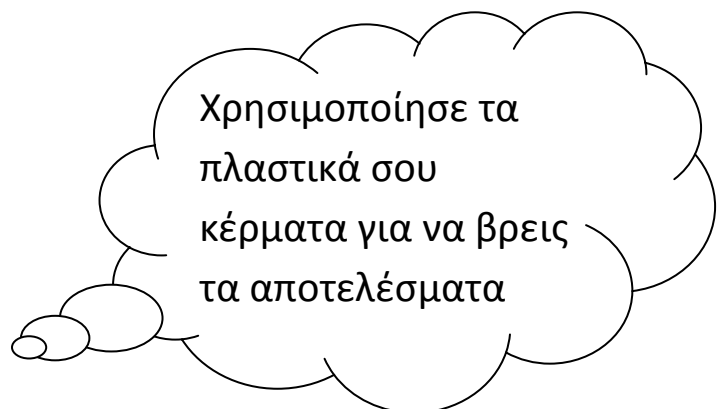 Χρησιμοποίησε τα
πλαστικά σου
κέρματα για να βρεις
τα αποτελέσματα